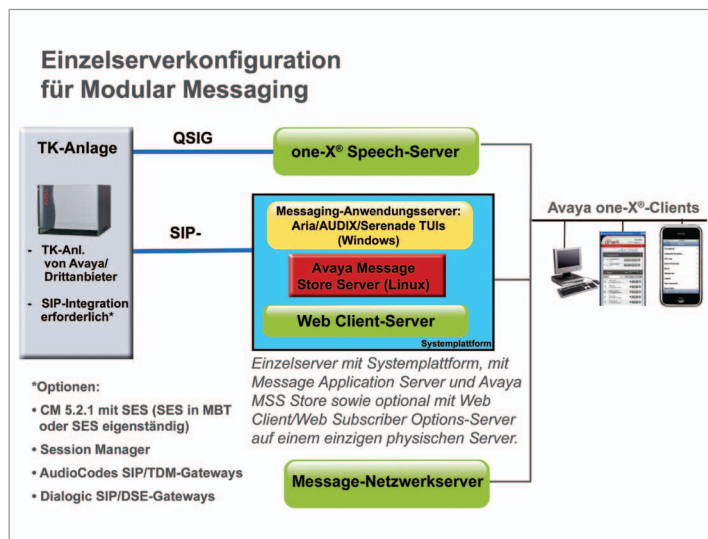 Einzelserverkonfiguration
für Modular Messaging
TK-Anlage
- TK-Anl.
von Avaya/
Drittanbieter
- SIP-Integration
erforderlich*
QSIG
SIP-
one-X® Speech-Server
Messaging-Anwendungsserver:
Aria/AUDIX/Serenade TUIs
(Windows)
Avaya Message
Store Server (Linux)
Web Client-Server
Systemplattform
Avaya one-X®-Clients
Einzelserver mit Systemplattform, mit
Message Application Server und Avaya
MSS Store sowie optional mit Web
Client/Web Subscriber Options-Server
auf einem einzigen physischen Server.
*Optionen:
• CM 5.2.1 mit SES (SES in MBT
oder SES eigenständig)
• Session Manager
• AudioCodes SIP/TDM-Gateways
• Dialogic SIP/DSE-Gateways
Message-Netzwerkserver